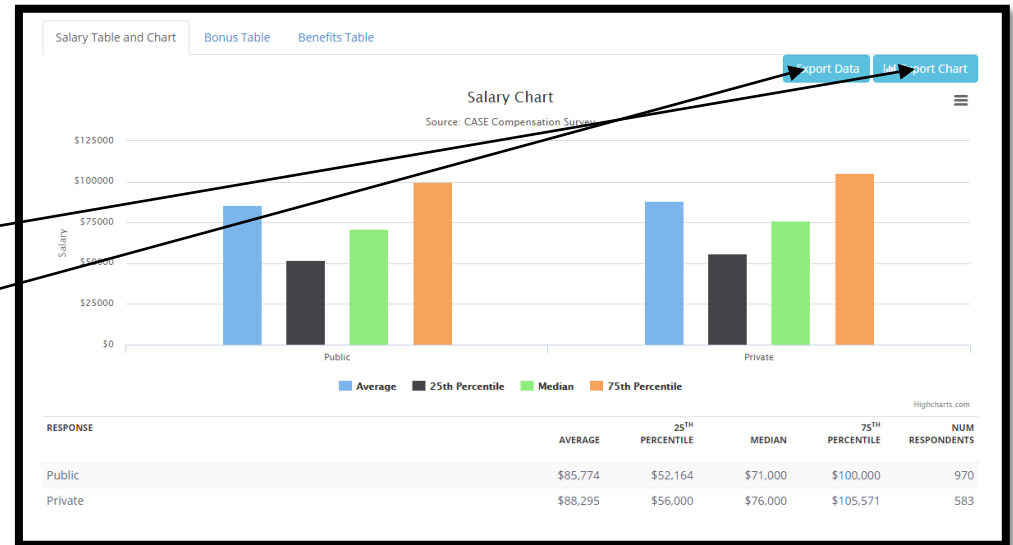 Salary Table and Chart Bonus Table Benefits Table
Export Data Export Chart
Salary Chart
Source: CASE Compensation Survey
$125000
$100000
$75000
$50000
$25000
$0
Salary
Public Private
Average 25th Percentile Median 75th Percentile
Highcharts.com
RESPONSE AVERAGE 25TH PERCENTILE MEDIAN 75TH PERCENTILE NUM RESPONDENTS
Public $85,774 $52,164 $71,000 $100,000 970
Private $88,295 $56,000 $76,000 $105,571 583